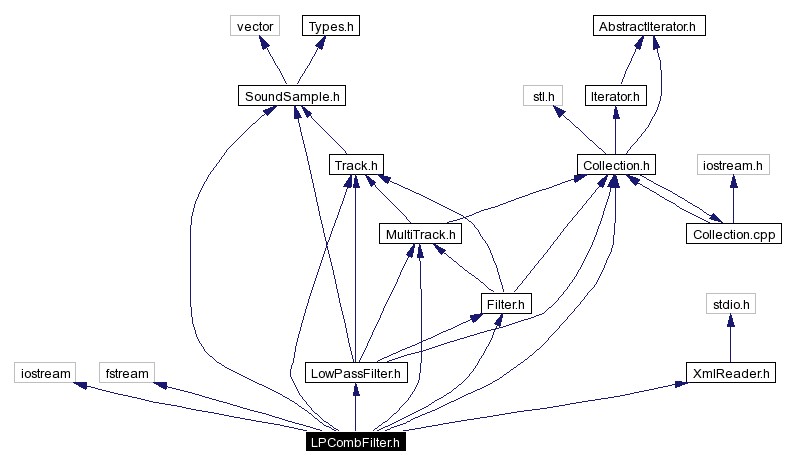 vector
Types.h
AbstractIterator.h
SoundSample.h
stl.h
Iterator.h
Track.h
Collection.h
iostream.h
MultiTrack.h
Collection.cpp
Filter.h
stdio.h
iostream
fstream
LowPassFilter.h
XmlReader.h
LPCombFilter.h